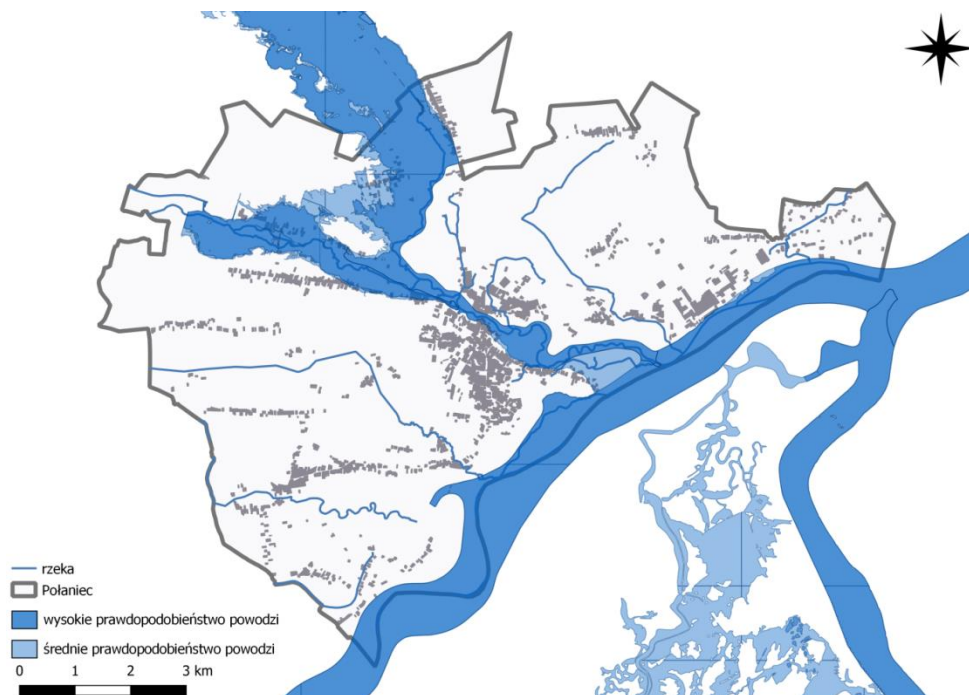 rzeka
Połaniec
wysokie prawdopodobieństwo powodzi
średnie prawdopodobieństwo powodzi
0 1 2 3 km